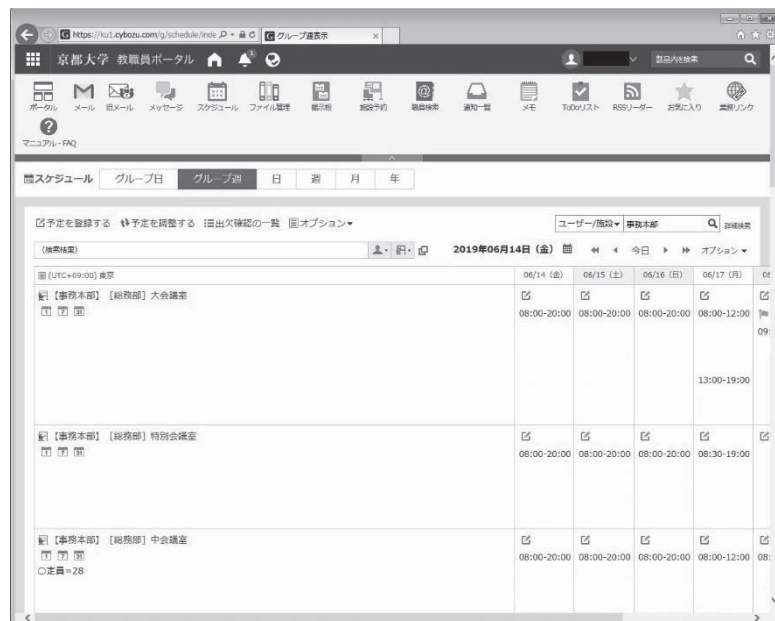 https://ku1.cybozu.com/g/schedule/inde
グループ週表示
京都大学 教職員ポータル
製品内検索
ポータル メール 旧メール メッセージ スケジュール ファイル管理 掲示板 施設予約 職員検索 通知一覧 メモ ToDoリスト RSSリーダー お気に入り 業務リンク
マニュアル・FAQ
スケジュール グループ日 グループ週 日 週 月 年
予定を登録する 予定を調整する 出欠確認の一覧 オプション▾
ユーザー/施設▾ 事務本部 詳細検索
(検索結果) 2019年06月14日(金) 今日 オプション▾
(UTC+09:00) 東京 06/14 (金) 06/15 (土) 06/16 (日) 06/17 (月)
【事務本部】 [総務部] 大会議室
1 7 31 08:00-20:00 08:00-20:00 08:00-20:00 08:00-12:00
09:
13:00-19:00
【事務本部】 [総務部] 特別会議室
1 7 31 08:00-20:00 08:00-20:00 08:00-20:00 08:30-19:00
【事務本部】 [総務部] 中会議室
1 7 31 08:00-20:00 08:00-20:00 08:00-20:00 08:00-12:00 08:
○定員=28